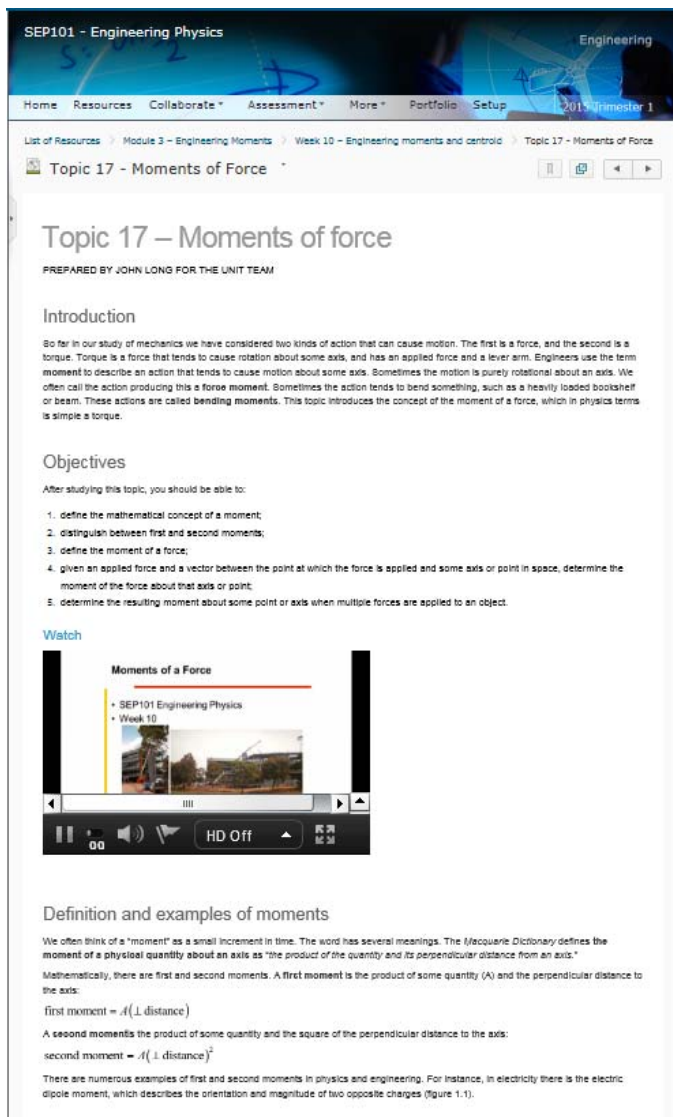 SEP101 - Engineering Physics
Engineering
Home Resources Collaborate Assessment More Portfolio Setup 2015 Trimester 1
List of Resources Module 3 – Engineering Moments Week 10 – Engineering moments and centroid Topic 17 - Moments of Force
Topic 17 - Moments of Force
Topic 17 – Moments of force
PREPARED BY JOHN LONG FOR THE UNIT TEAM
Introduction
So far in our study of mechanics we have considered two kinds of action that can cause motion. The first is a force, and the second is a
torque. Torque is a force that tends to cause rotation about some axis, and has an applied force and a lever arm. Engineers use the term
moment to describe an action that tends to cause motion about some axis. Sometimes the motion is purely rotational about an axis. We
often call the action producing this a force moment. Sometimes the action tends to bend something, such as a heavily loaded bookshelf
or beam. These actions are called bending moments. This topic introduces the concept of the moment of a force, which in physics terms
is simple a torque.
Objectives
After studying this topic, you should be able to:
1. define the mathematical concept of a moment;
2. distinguish between first and second moments;
3. define the moment of a force;
4. given an applied force and a vector between the point at which the force is applied and some axis or point in space, determine the
moment of the force about that axis or point;
5. determine the resulting moment about some point or axis when multiple forces are applied to an object.
Watch
Moments of a Force
• SEP101 Engineering Physics
• Week 10
HD Off
Definition and examples of moments
We often think of a "moment" as a small increment in time. The word has several meanings. The Macquarie Dictionary defines the
moment of a physical quantity about an axis as "the product of the quantity and its perpendicular distance from an axis."
Mathematically, there are first and second moments. A first moment is the product of some quantity (A) and the perpendicular distance to
the axis:
first moment = A(⊥ distance)
A second momentis the product of some quantity and the square of the perpendicular distance to the axis:
second moment = A(⊥ distance)²
There are numerous examples of first and second moments in physics and engineering. For instance, in electricity there is the electric
dipole moment, which describes the orientation and magnitude of two opposite charges (figure 1.1).